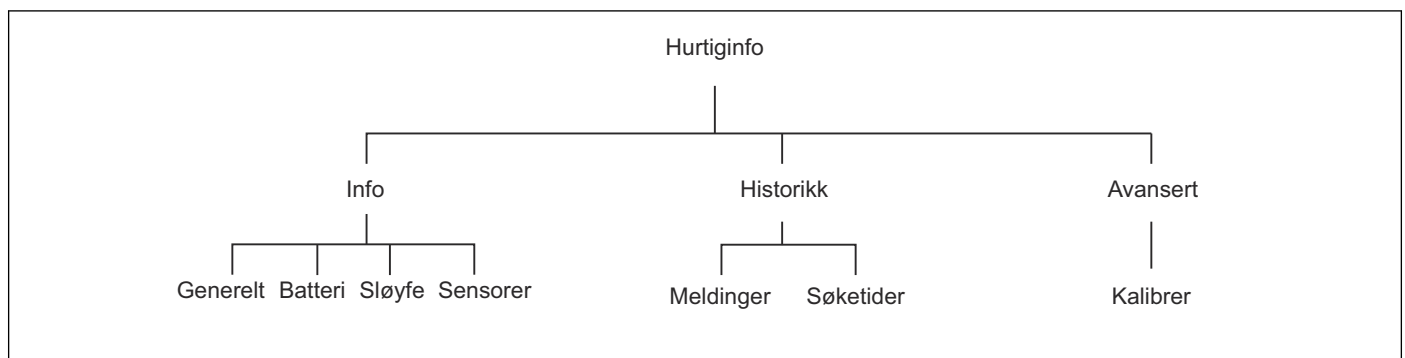 Hurtiginfo
Info Historikk Avansert
Generelt Batteri Sløyfe Sensorer Meldinger Søketider Kalibrer